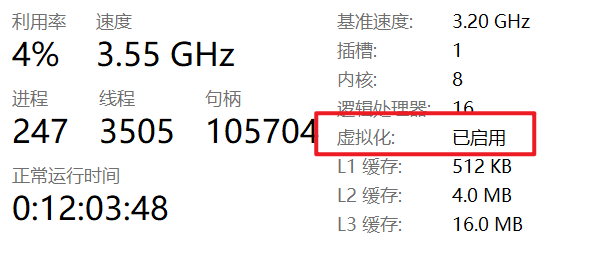 利用率 速度
4% 3.55 GHz
进程 线程 句柄
247 3505 105704
正常运行时间
0:12:03:48
基准速度: 3.20 GHz
插槽: 1
内核: 8
逻辑处理器: 16
虚拟化: 已启用
L1 缓存: 512 KB
L2 缓存: 4.0 MB
L3 缓存: 16.0 MB